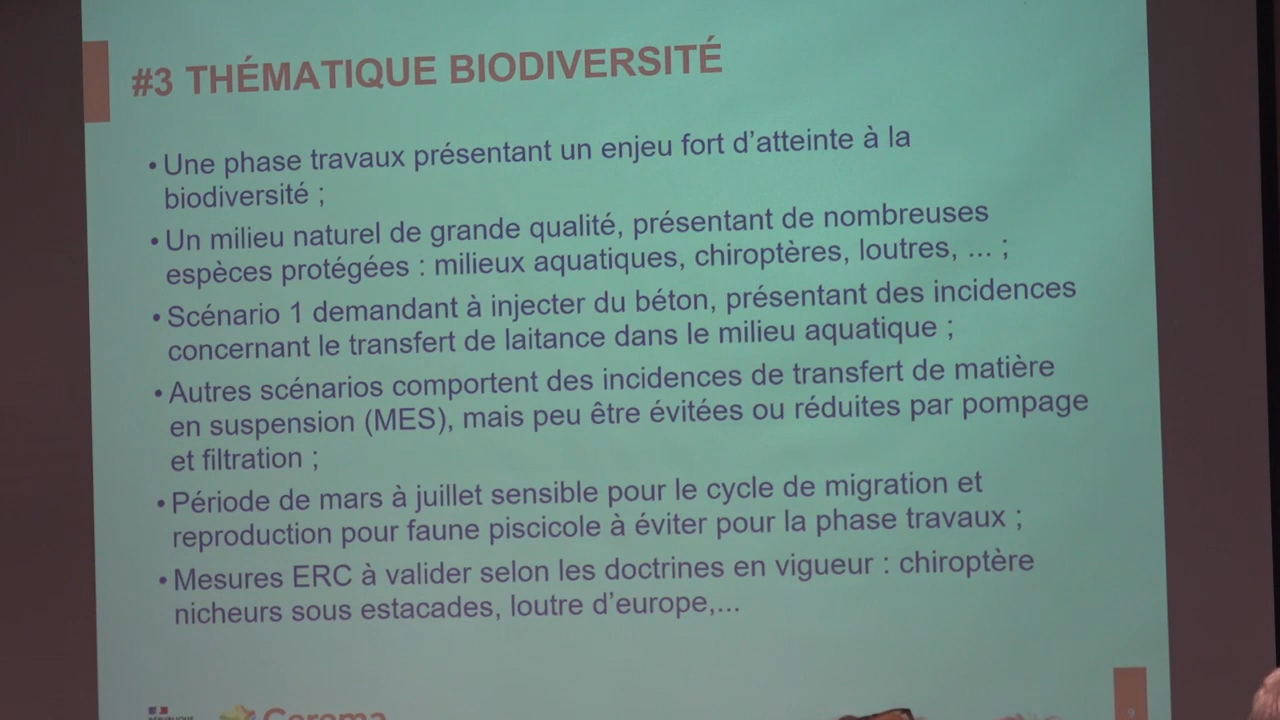 #3 THÉMATIQUE BIODIVERSITÉ
• Une phase travaux présentant un enjeu fort d'atteinte à la
biodiversité ;
• Un milieu naturel de grande qualité, présentant de nombreuses
espèces protégées : milieux aquatiques, chiroptères, loutres, ... ;
• Scénario 1 demandant à injecter du béton, présentant des incidences
concernant le transfert de laitance dans le milieu aquatique ;
• Autres scénarios comportent des incidences de transfert de matière
en suspension (MES), mais peu être évitées ou réduites par pompage
et filtration ;
• Période de mars à juillet sensible pour le cycle de migration et
reproduction pour faune piscicole à éviter pour la phase travaux ;
• Mesures ERC à valider selon les doctrines en vigueur : chiroptère
nicheurs sous estacades, loutre d'europe,...
Cerema
9